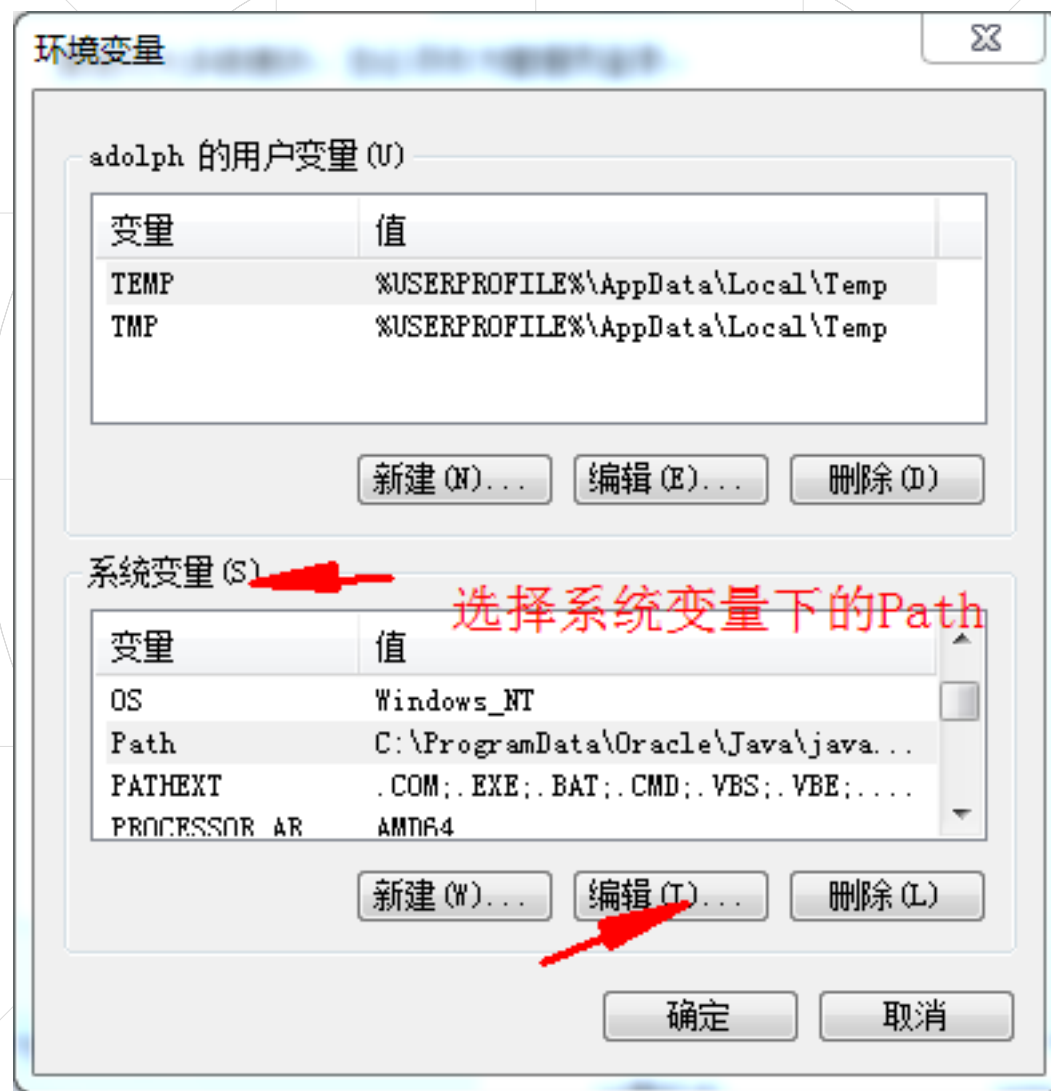 环境变量
adolph 的用户变量(U)
变量 值
TEMP %USERPROFILE%\AppData\Local\Temp
TMP %USERPROFILE%\AppData\Local\Temp
新建(N)... 编辑(E)... 删除(D)
系统变量(S)
选择系统变量下的Path
变量 值
OS Windows_NT
Path C:\ProgramData\Oracle\Java\java...
PATHEXT .COM;.EXE;.BAT;.CMD;.VBS;.VBE;....
PROCESSOR_AR AMD64
新建(W)... 编辑(I)... 删除(L)
确定 取消